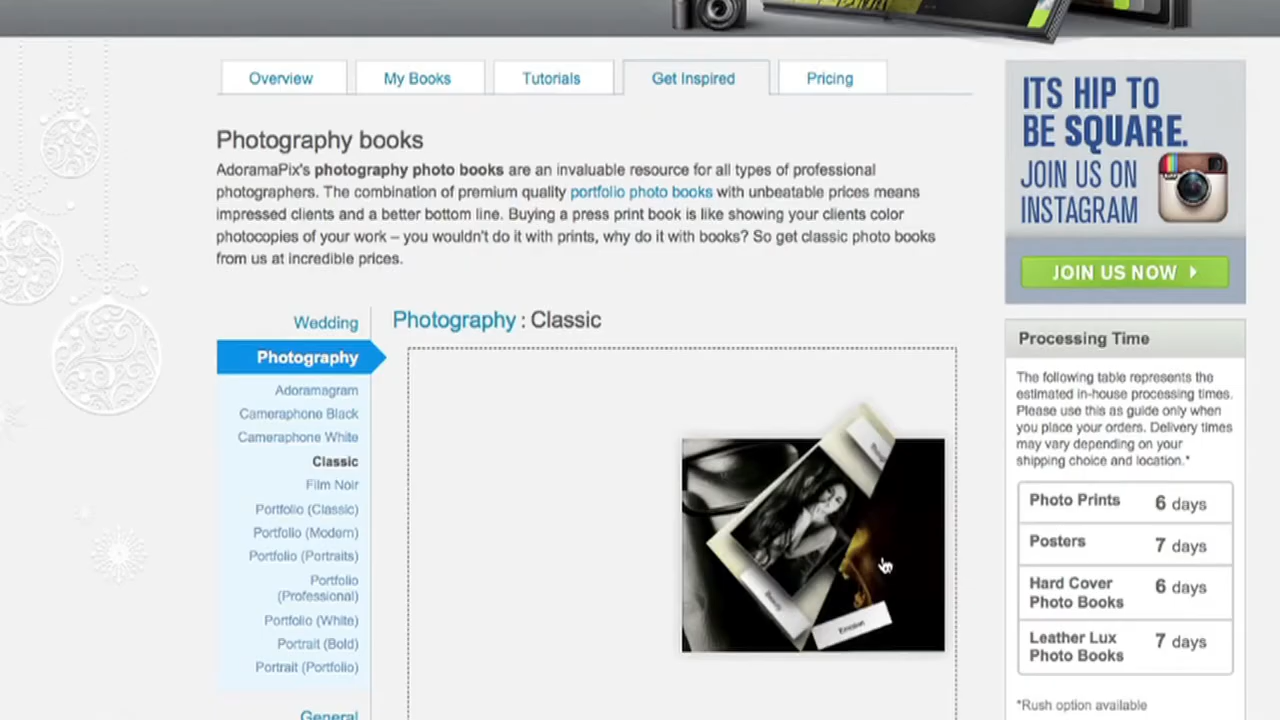 Overview
My Books
Tutorials
Get Inspired
Pricing
Photography books
AdoramaPix's photography photo books are an invaluable resource for all types of professional
photographers. The combination of premium quality portfolio photo books with unbeatable prices means
impressed clients and a better bottom line. Buying a press print book is like showing your clients color
photocopies of your work – you wouldn't do it with prints, why do it with books? So get classic photo books
from us at incredible prices.
Wedding
Photography
Adoramagram
Cameraphone Black
Cameraphone White
Classic
Film Noir
Portfolio (Classic)
Portfolio (Modern)
Portfolio (Portraits)
Portfolio
(Professional)
Portfolio (White)
Portrait (Bold)
Portrait (Portfolio)
General
Photography : Classic
Beauty
Emotion
ITS HIP TO
BE SQUARE.
JOIN US ON
INSTAGRAM
JOIN US NOW
Processing Time
The following table represents the
estimated in-house processing times.
Please use this as guide only when
you place your orders. Delivery times
may vary depending on your
shipping choice and location.*
Photo Prints 6 days
Posters 7 days
Hard Cover
Photo Books 6 days
Leather Lux
Photo Books 7 days
*Rush option available